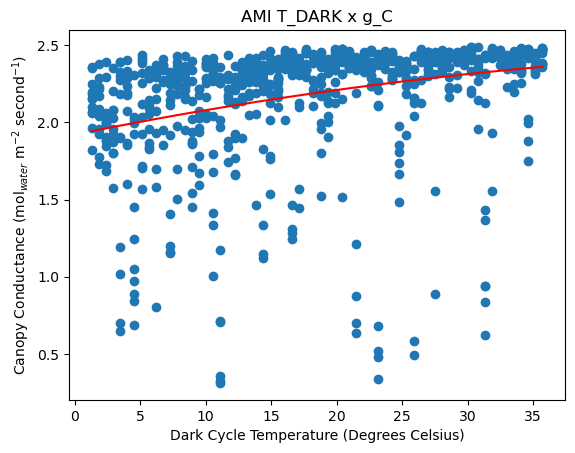 AMI T_DARK x g_C
Canopy Conductance (mol_water m⁻² second⁻¹)
2.5
2.0
1.5
1.0
0.5
0 5 10 15 20 25 30 35
Dark Cycle Temperature (Degrees Celsius)